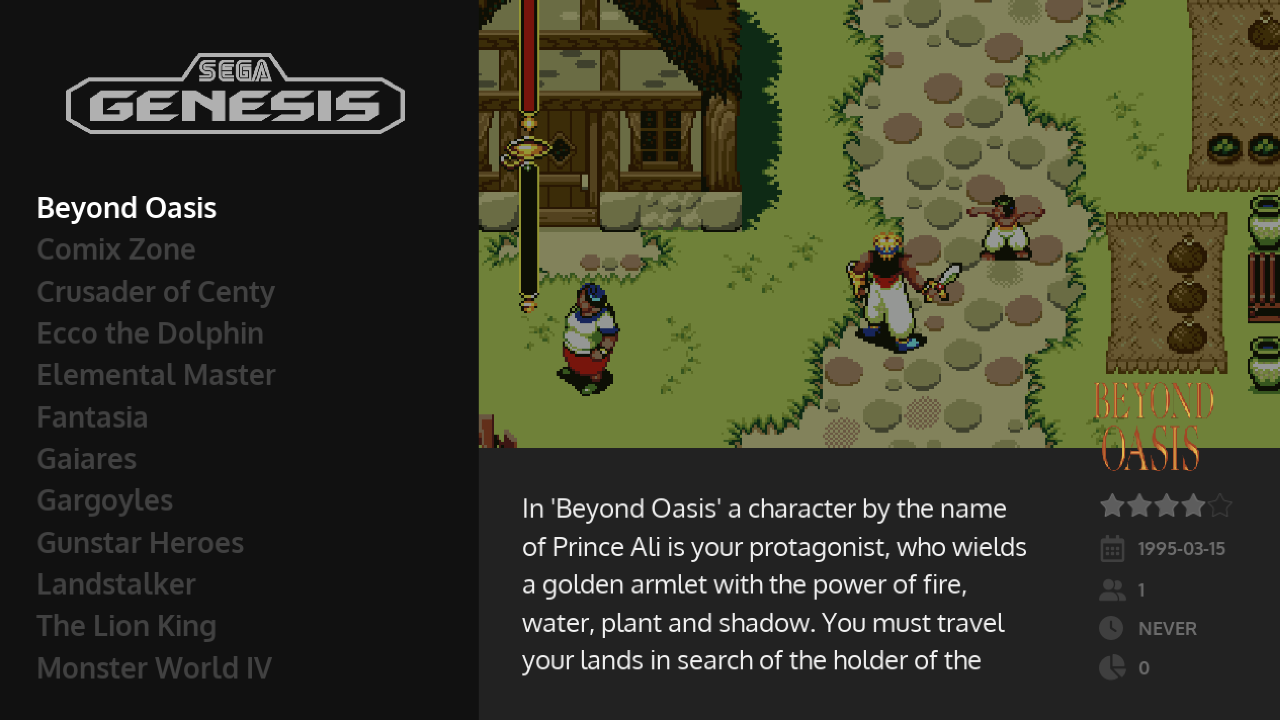 SEGA
GENESIS
Beyond Oasis
Comix Zone
Crusader of Centy
Ecco the Dolphin
Elemental Master
Fantasia
Gaiares
Gargoyles
Gunstar Heroes
Landstalker
The Lion King
Monster World IV
BEYOND
OASIS
In 'Beyond Oasis' a character by the name
of Prince Ali is your protagonist, who wields
a golden armlet with the power of fire,
water, plant and shadow. You must travel
your lands in search of the holder of the
1995-03-15
1
NEVER
0